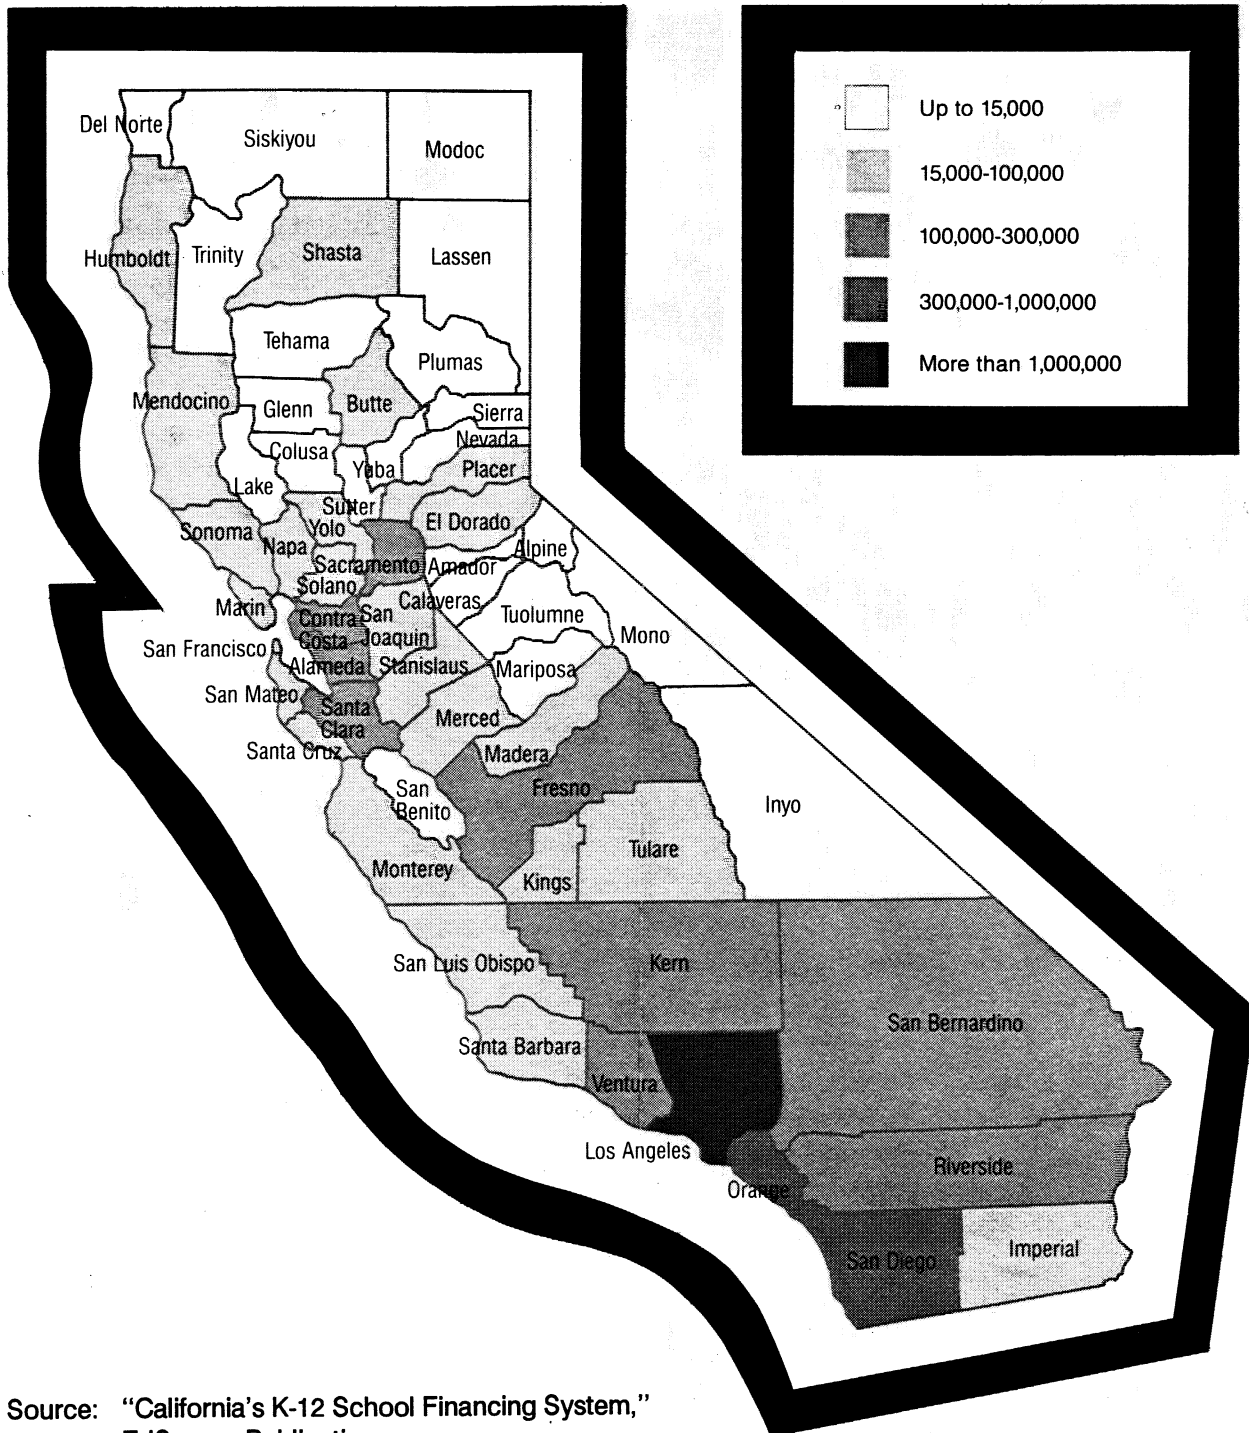 Up to 15,000
15,000-100,000
100,000-300,000
300,000-1,000,000
More than 1,000,000
Del Norte
Siskiyou
Modoc
Humboldt
Trinity
Shasta
Lassen
Tehama
Plumas
Mendocino
Glenn
Butte
Sierra
Nevada
Colusa
Yuba
Placer
Lake
Sutter
Yolo
El Dorado
Sonoma
Napa
Alpine
Sacramento
Amador
Solano
Marin
Calaveras
Contra
Costa
San
Joaquin
Tuolumne
Mono
San Francisco
Alameda
Stanislaus
Mariposa
San Mateo
Santa
Clara
Merced
Santa Cruz
Madera
San
Benito
Fresno
Inyo
Monterey
Kings
Tulare
San Luis Obispo
Kern
San Bernardino
Santa Barbara
Ventura
Los Angeles
Orange
Riverside
San Diego
Imperial
Source: "California's K-12 School Financing System,"